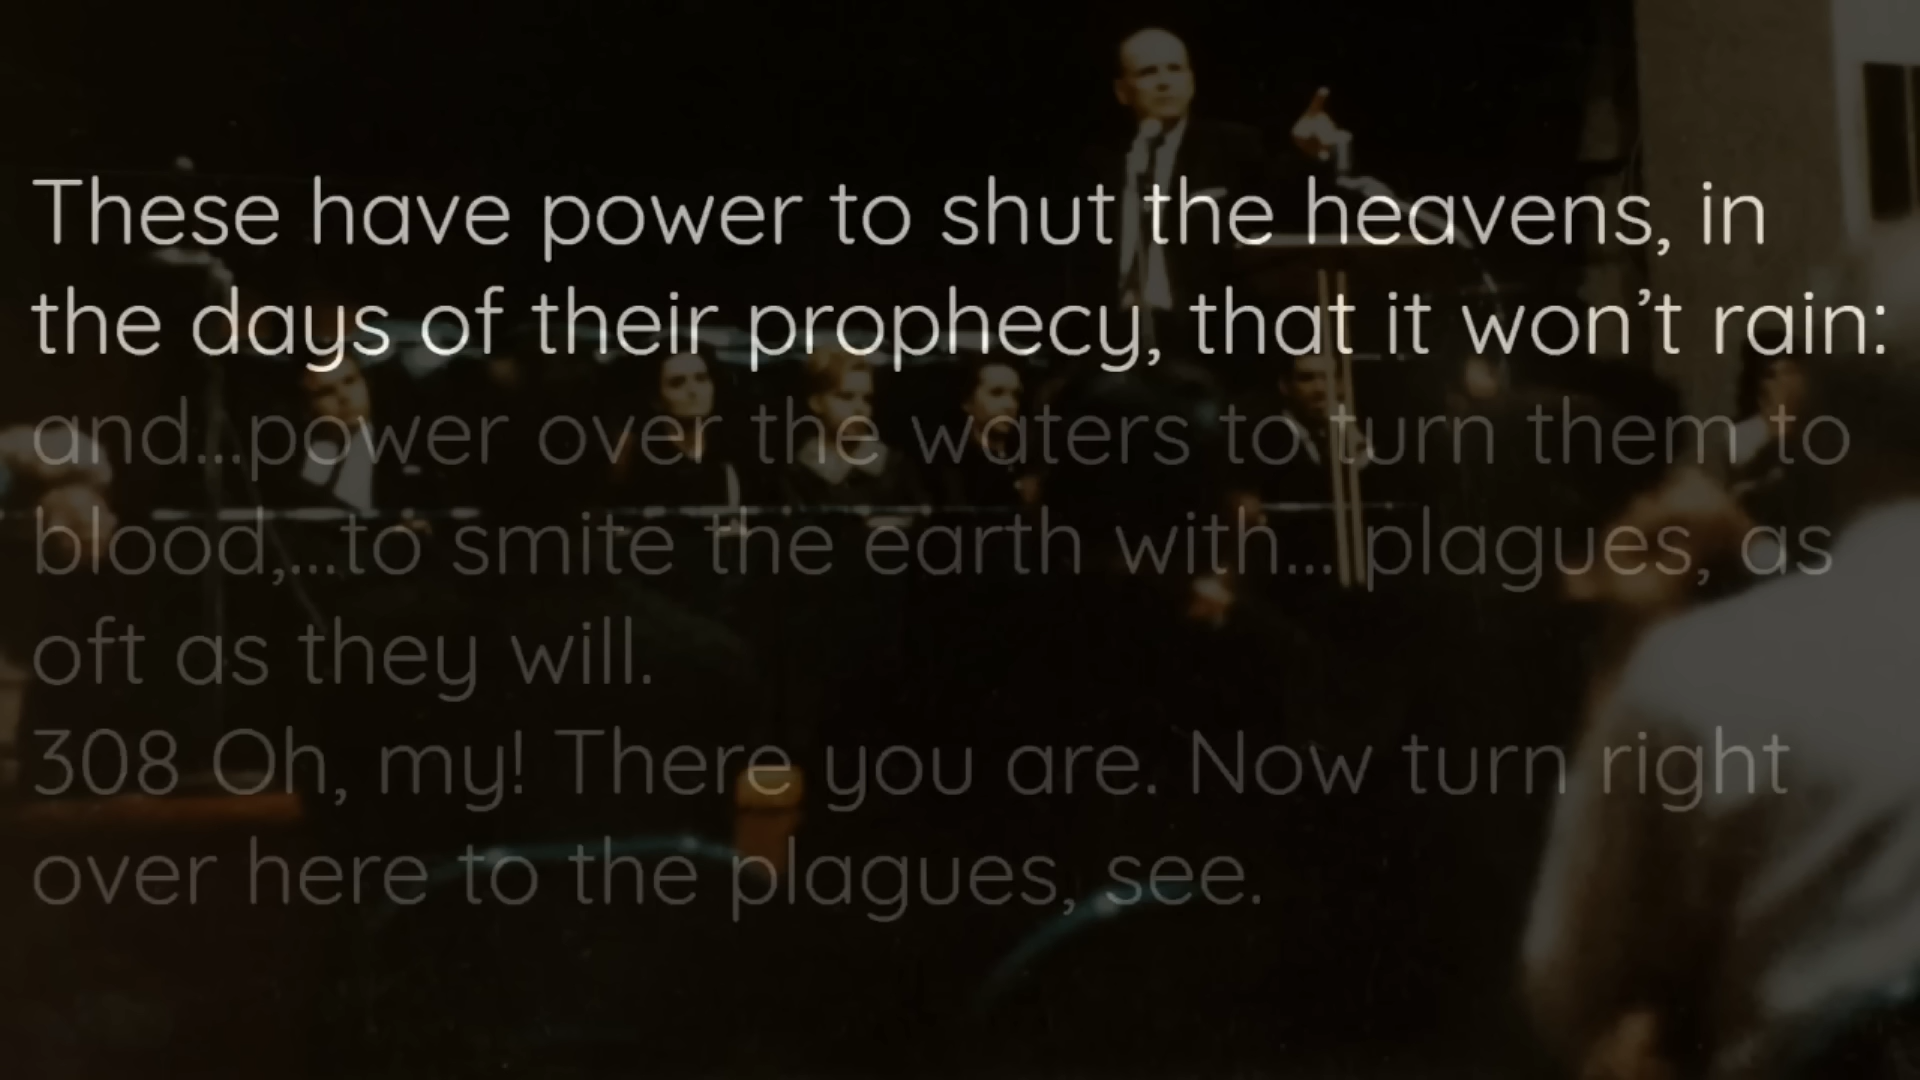 These have power to shut the heavens, in
the days of their prophecy, that it won’t rain:
and...power over the waters to turn them to
blood,...to smite the earth with... plagues, as
oft as they will.
308 Oh, my! There you are. Now turn right
over here to the plagues, see.